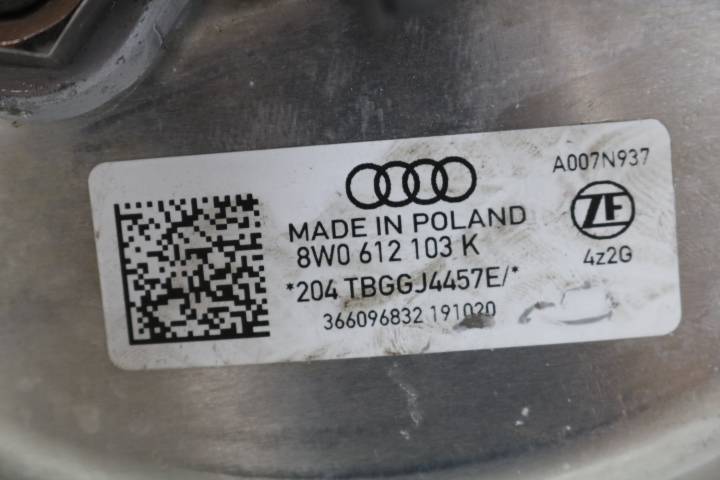 A007N937
MADE IN POLAND
ZF
8W0 612 103 K
4z2G
*204 TBGGJ4457E/*
366096832 191020